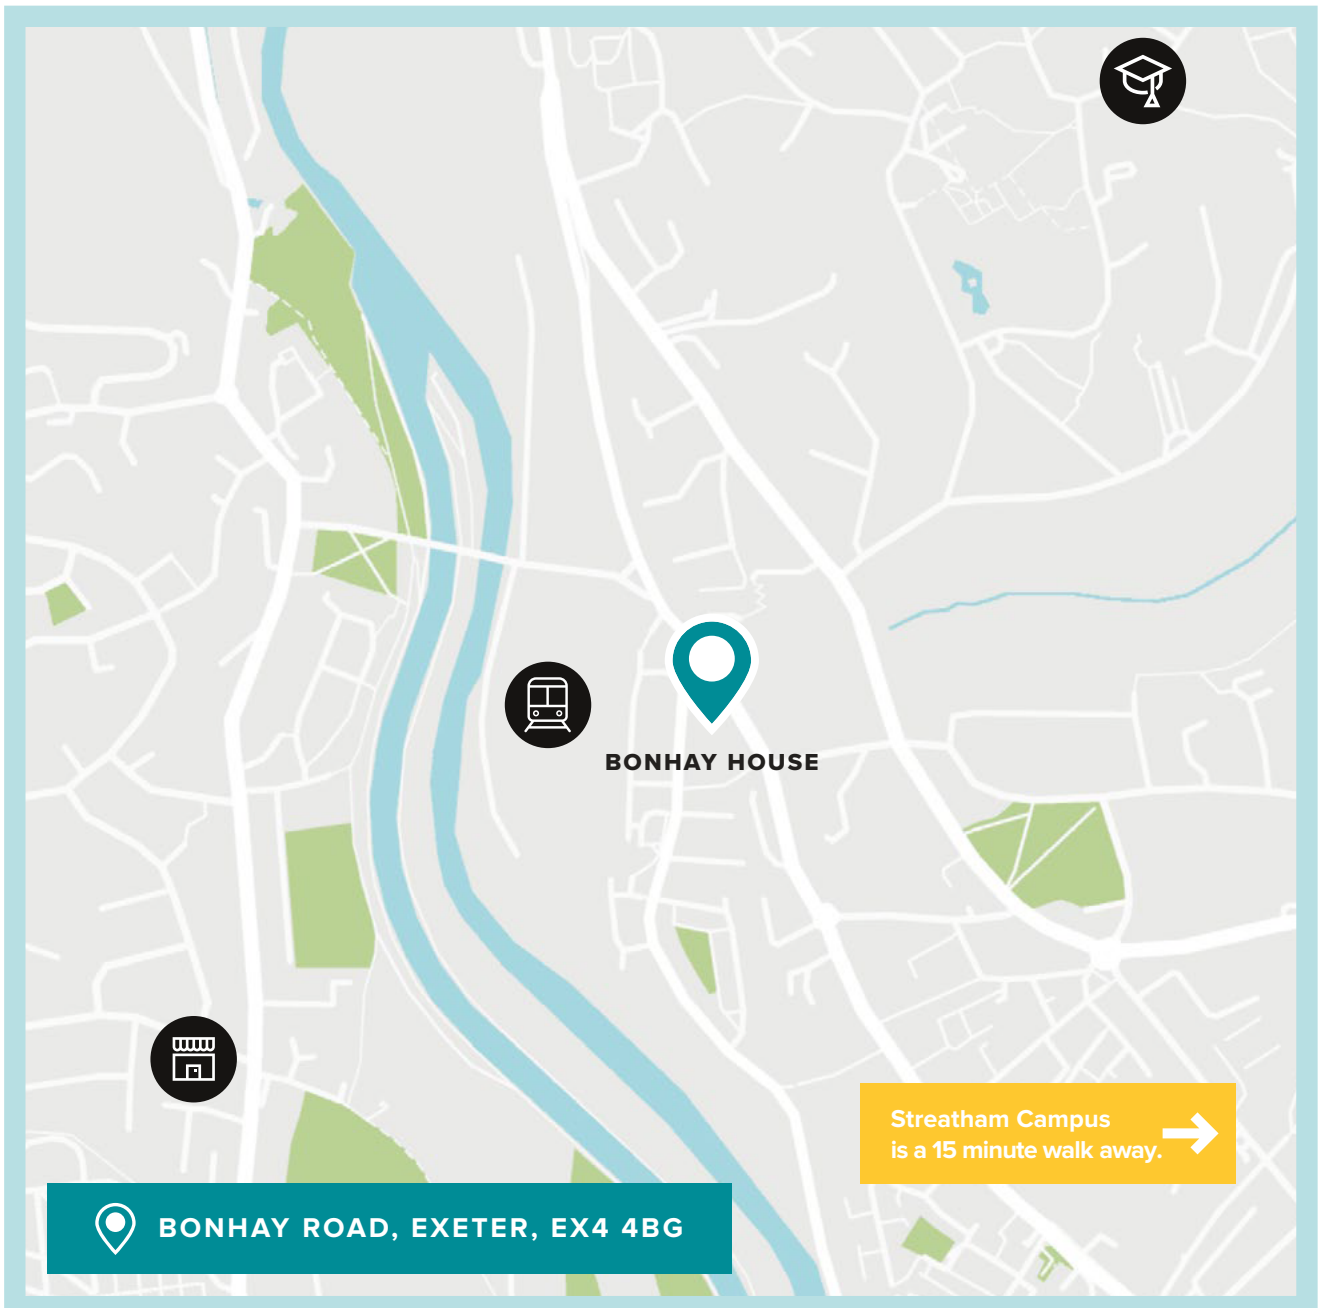 BONHAY HOUSE
Streatham Campus
is a 15 minute walk away.
BONHAY ROAD, EXETER, EX4 4BG